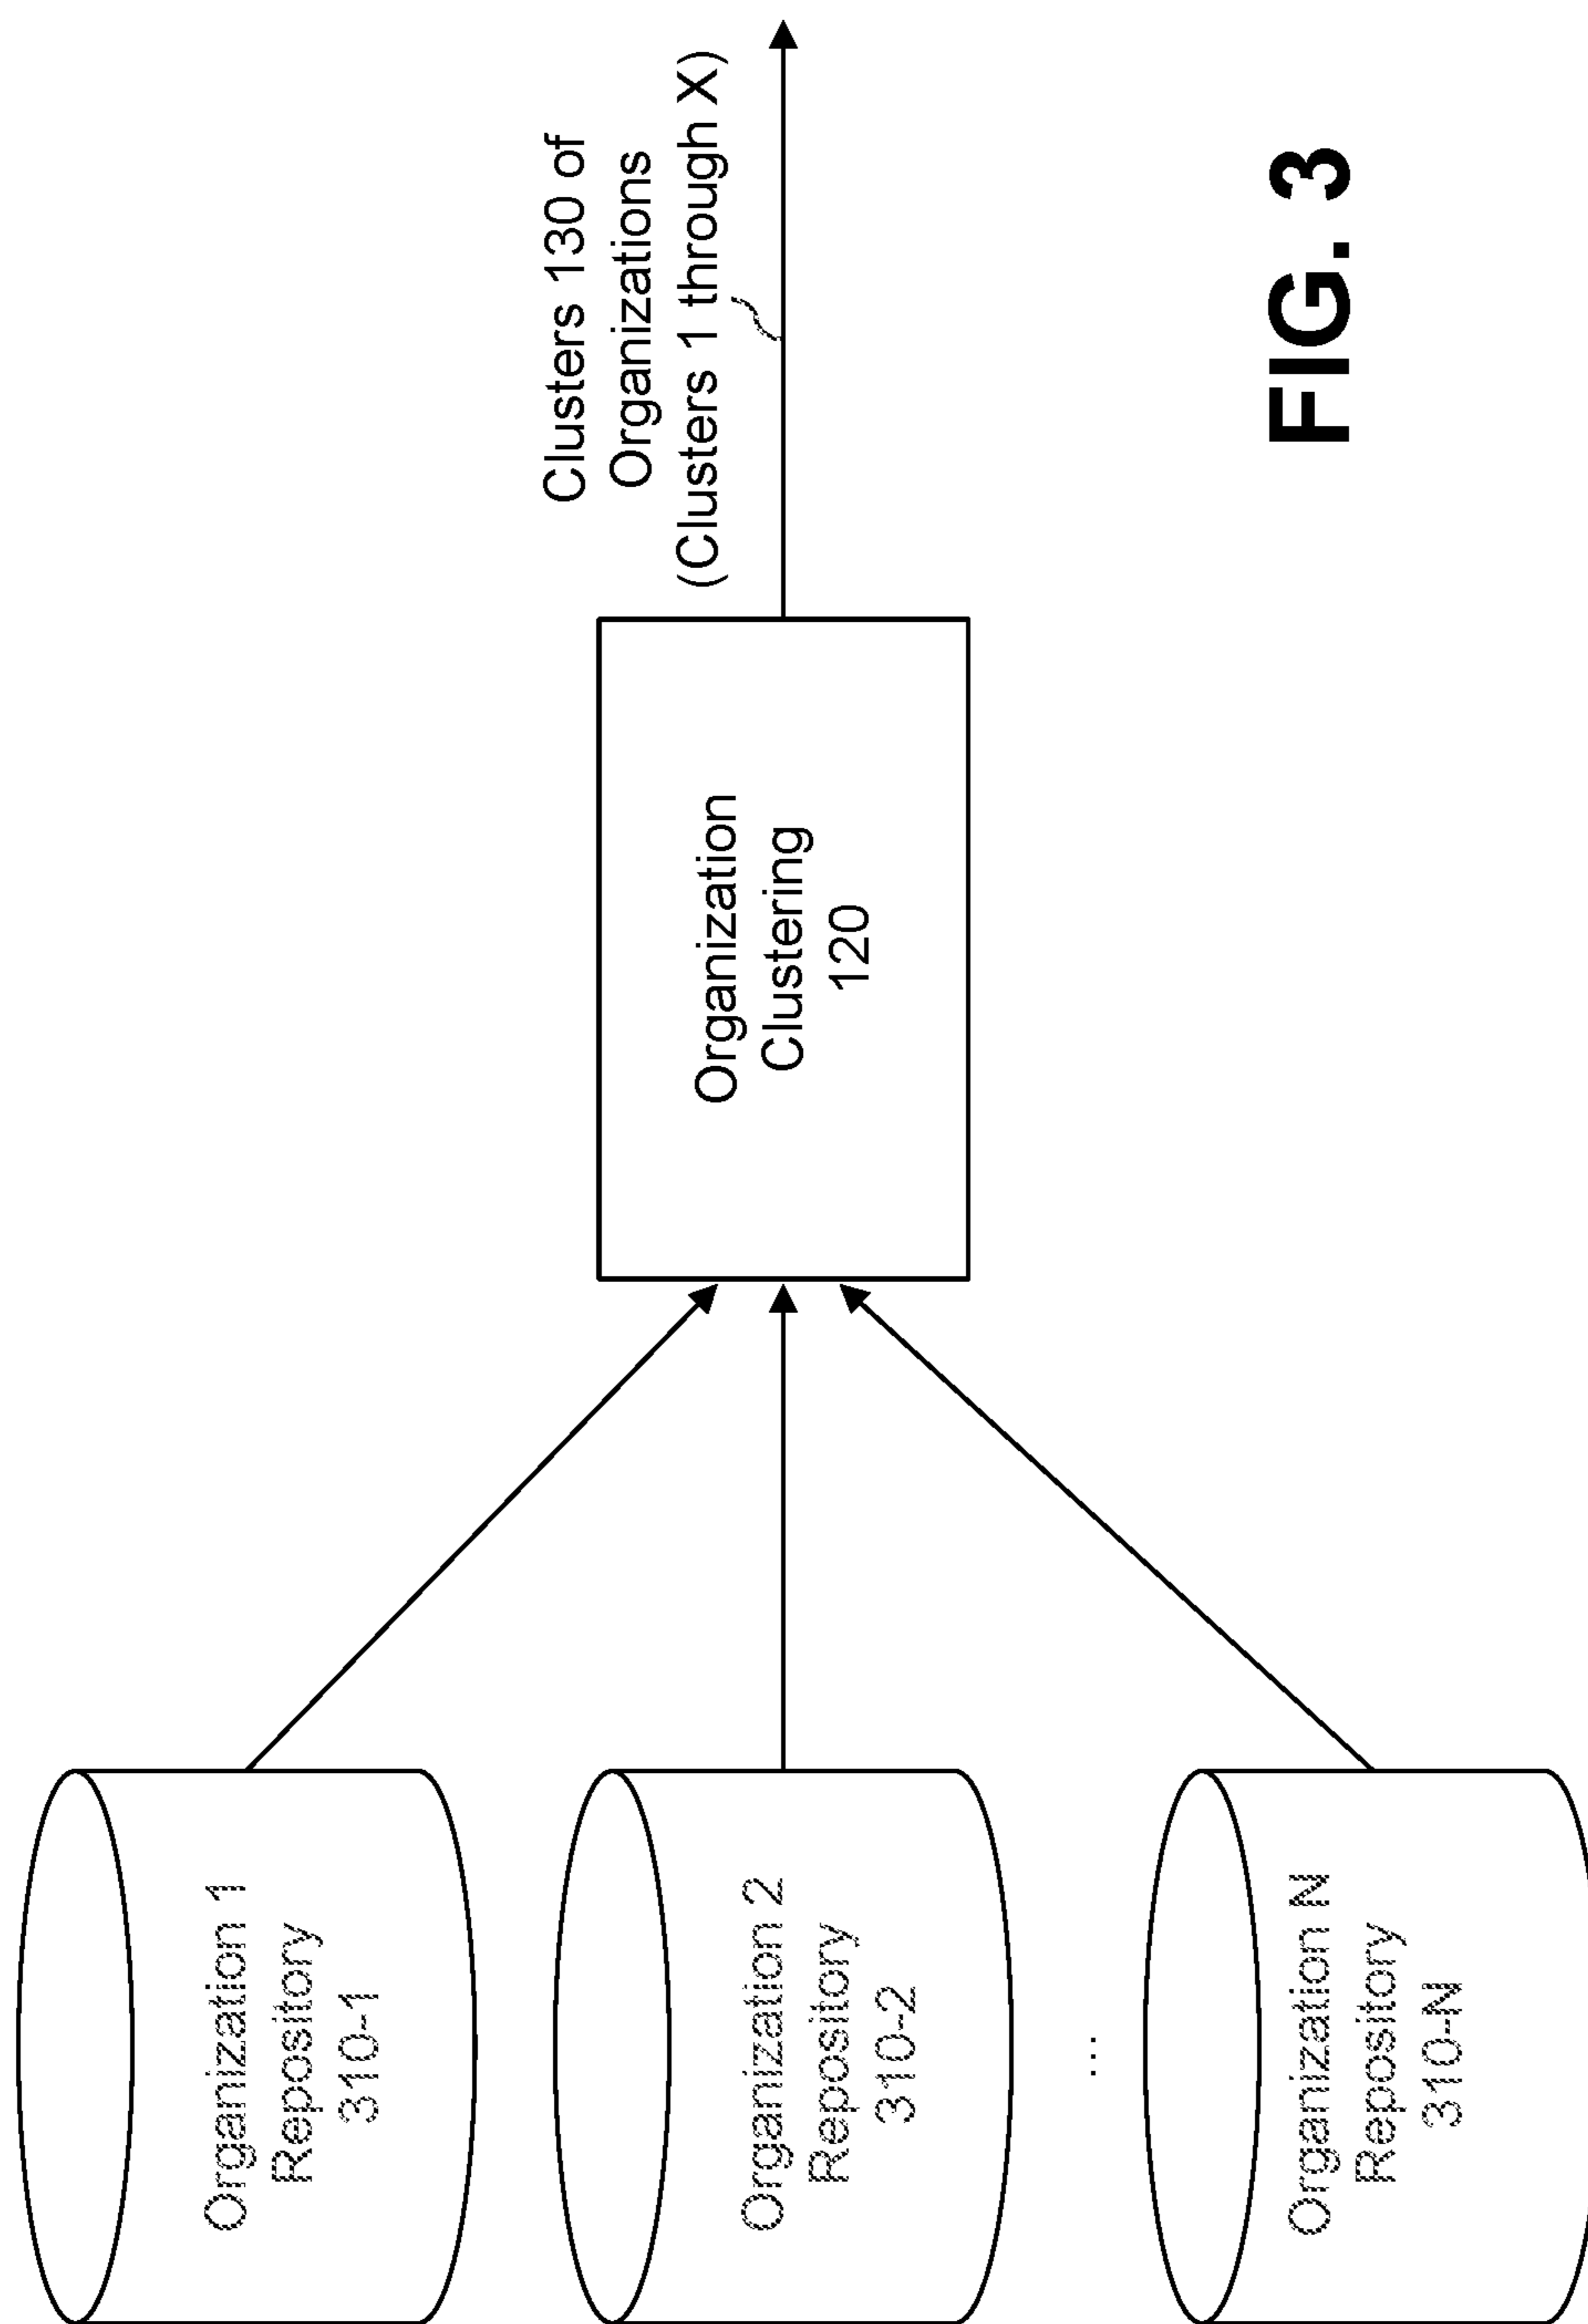 Organization 1
Repository
310-1
Organization 2
Repository
310-2
...
Organization N
Repository
310-N
Organization
Clustering
120
Clusters 130 of
Organizations
(Clusters 1 through X)
FIG. 3